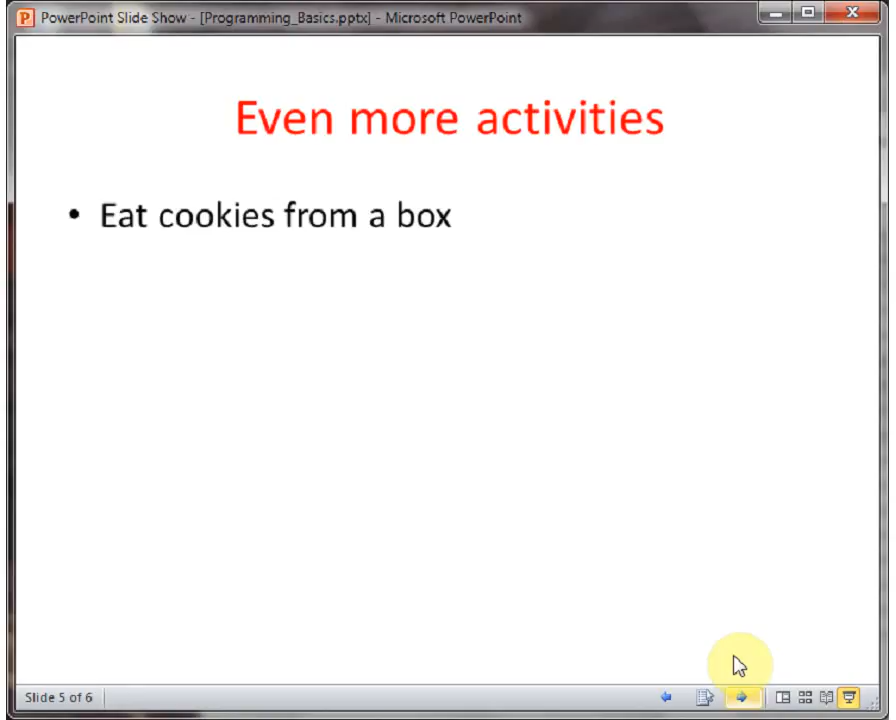 PowerPoint Slide Show - [Programming_Basics.pptx] - Microsoft PowerPoint
Even more activities
• Eat cookies from a box
Slide 5 of 6